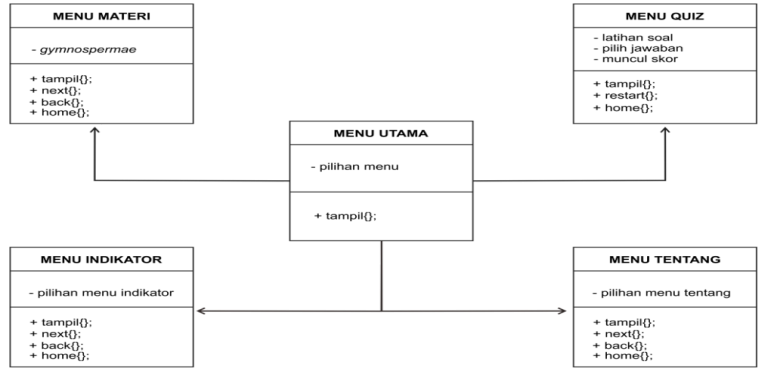 MENU MATERI
- gymnospermae
+ tampil{};
+ next{};
+ back{};
+ home{};
MENU QUIZ
- latihan soal
- pilih jawaban
- muncul skor
+ tampil{};
+ restart{};
+ home{};
MENU UTAMA
- pilihan menu
+ tampil{};
MENU INDIKATOR
- pilihan menu indikator
+ tampil{};
+ next{};
+ back{};
+ home{};
MENU TENTANG
- pilihan menu tentang
+ tampil{};
+ next{};
+ back{};
+ home{};